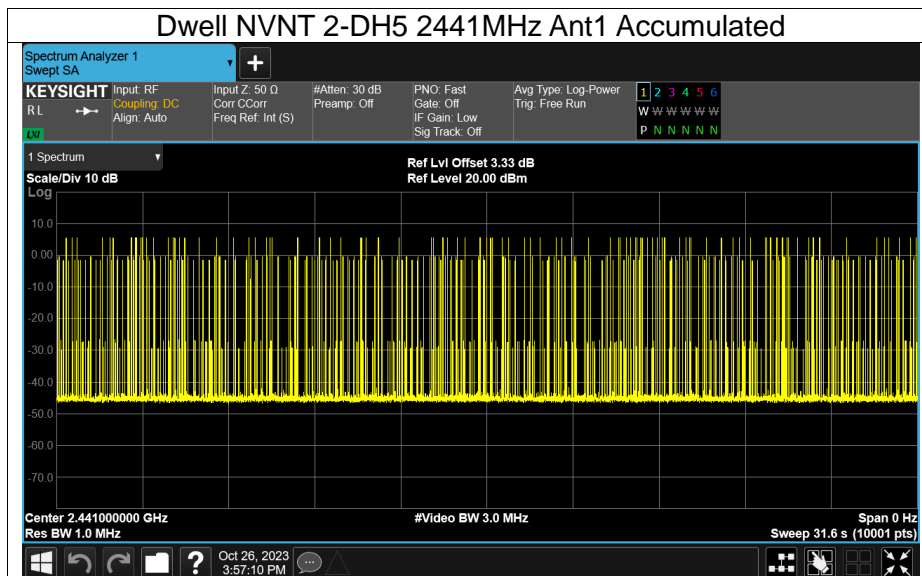 Dwell NVNT 2-DH5 2441MHz Ant1 Accumulated
Spectrum Analyzer 1
Swept SA
KEYSIGHT
RL
LXI
Input: RF
Coupling: DC
Align: Auto
Input Z: 50 Ω
Corr CCorr
Freq Ref: Int (S)
#Atten: 30 dB
Preamp: Off
PNO: Fast
Gate: Off
IF Gain: Low
Sig Track: Off
Avg Type: Log-Power
Trig: Free Run
1 2 3 4 5 6
W W W W W W
P N N N N N
1 Spectrum
Scale/Div 10 dB
Ref Lvl Offset 3.33 dB
Ref Level 20.00 dBm
Log
10.0
0.00
-10.0
-20.0
-30.0
-40.0
-50.0
-60.0
-70.0
Center 2.441000000 GHz
#Video BW 3.0 MHz
Span 0 Hz
Res BW 1.0 MHz
Sweep 31.6 s (10001 pts)
?
Oct 26, 2023
3:57:10 PM